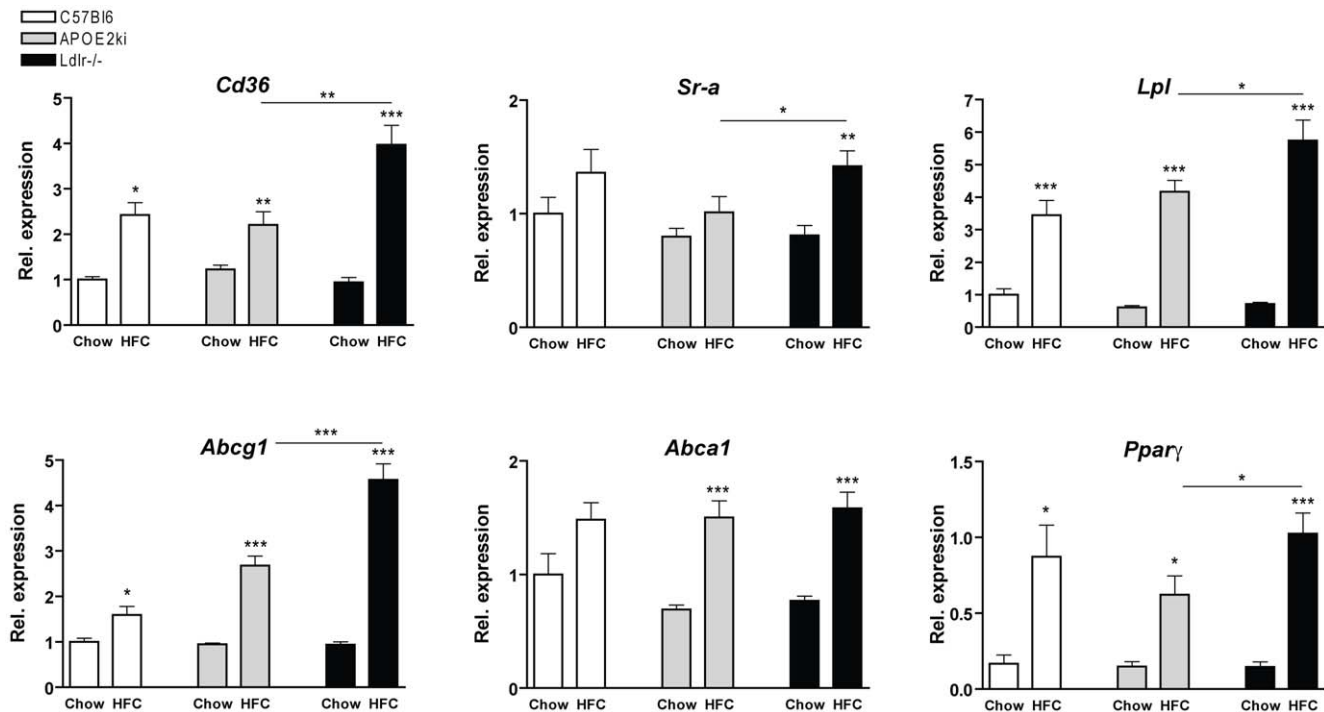 C57Bl6
APOE2ki
Ldlr-/-
Cd36
Rel. expression
5
4
3
2
1
0
*
**
***
**
Chow HFC
Chow HFC
Chow HFC
Sr-a
Rel. expression
2
1
0
*
**
Chow HFC
Chow HFC
Chow HFC
Lpl
Rel. expression
7
6
5
4
3
2
1
0
***
***
***
*
Chow HFC
Chow HFC
Chow HFC
Abcg1
Rel. expression
5
4
3
2
1
0
*
***
***
***
Chow HFC
Chow HFC
Chow HFC
Abca1
Rel. expression
2
1
0
***
***
Chow HFC
Chow HFC
Chow HFC
Pparγ
Rel. expression
1.5
1.0
0.5
0.0
*
*
***
*
Chow HFC
Chow HFC
Chow HFC